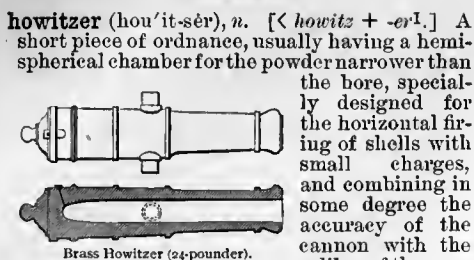 howitzer (hou'it-sėr), n. [< howitz + -er¹.] A
short piece of ordnance, usually having a hemi-
spherical chamber for the powder narrower than
the bore, special-
ly designed for
the horizontal fir-
ing of shells with
small charges,
and combining in
some degree the
accuracy of the
cannon with the
Brass Howitzer (24-pounder).